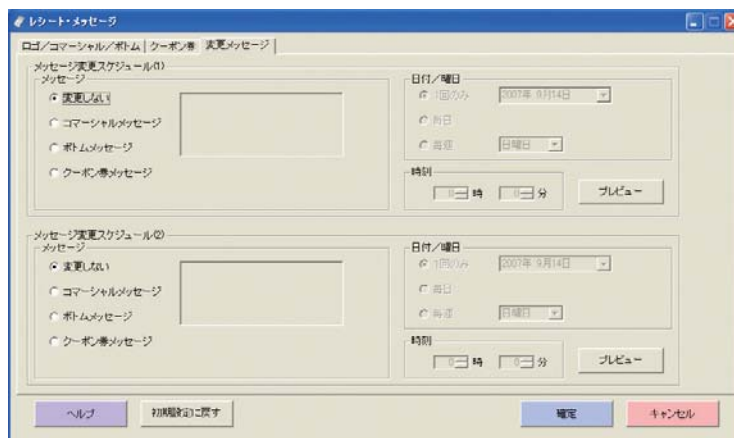 レシート・メッセージ
ロゴ/コマーシャル/ボトム クーポン券 変更メッセージ
メッセージ変更スケジュール(1)
メッセージ
変更しない
コマーシャルメッセージ
ボトムメッセージ
クーポン券メッセージ
日付/曜日
1回のみ 2007年 9月14日
毎日
毎週 日曜日
時刻
0 時 0 分 プレビュー
メッセージ変更スケジュール(2)
メッセージ
変更しない
コマーシャルメッセージ
ボトムメッセージ
クーポン券メッセージ
日付/曜日
1回のみ 2007年 9月14日
毎日
毎週 日曜日
時刻
0 時 0 分 プレビュー
ヘルプ 初期設定に戻す 確定 キャンセル